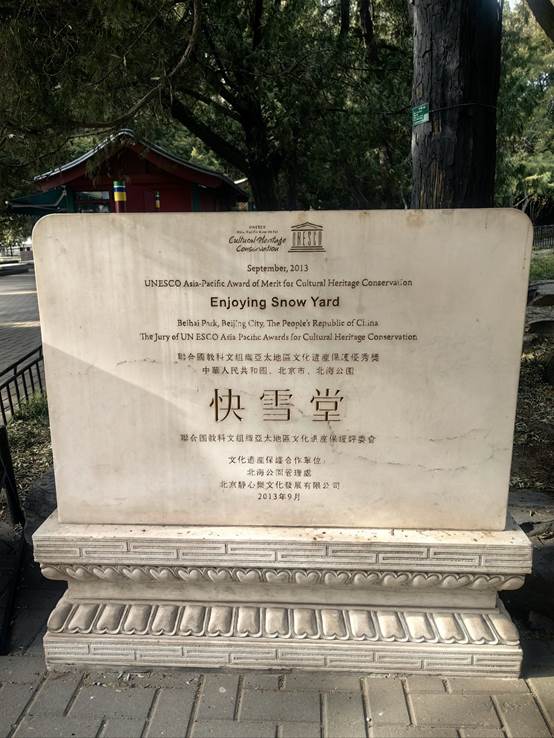 UNESCO
Asia-Pacific Awards for
Cultural Heritage
Conservation
UNESCO
September, 2013
UNESCO Asia-Pacific Award of Merit for Cultural Heritage Conservation
Enjoying Snow Yard
Beihai Park, Beijing City, The People's Republic of China
The Jury of UNESCO Asia Pacific Awards for Cultural Heritage Conservation
聯合國教科文組織亞太地區文化遺產保護優秀獎
中華人民共和國、北京市、北海公園
快雪堂
聯合國教科文組織亞太地區文化遺產保護評委會
文化遺產保護合作單位:
北海公園管理處
北京靜心樂文化發展有限公司
2013年9月